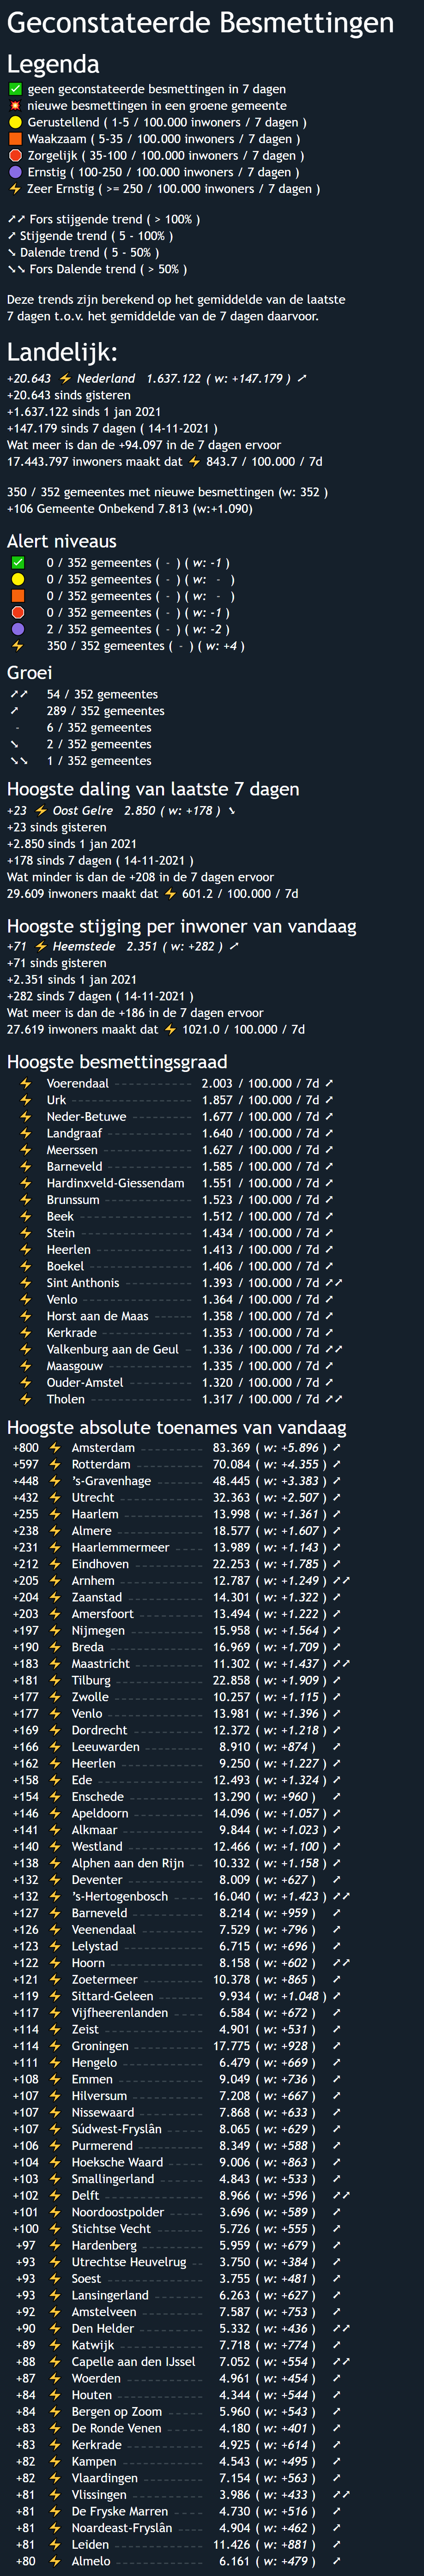 Geconstateerde Besmettingen
Legenda
geen geconstateerde besmettingen in 7 dagen
nieuwe besmettingen in een groene gemeente
Gerustellend ( 1-5 / 100.000 inwoners / 7 dagen )
Waakzaam ( 5-35 / 100.000 inwoners / 7 dagen )
Zorgelijk ( 35-100 / 100.000 inwoners / 7 dagen )
Ernstig ( 100-250 / 100.000 inwoners / 7 dagen )
⚡ Zeer Ernstig ( >= 250 / 100.000 inwoners / 7 dagen )
➚➚ Fors stijgende trend ( > 100% )
➚ Stijgende trend ( 5 - 100% )
➘ Dalende trend ( 5 - 50% )
➘➘ Fors Dalende trend ( > 50% )
Deze trends zijn berekend op het gemiddelde van de laatste
7 dagen t.o.v. het gemiddelde van de 7 dagen daarvoor.
Landelijk:
+20.643 ⚡ Nederland 1.637.122 ( w: +147.179 ) ➚
+20.643 sinds gisteren
+1.637.122 sinds 1 jan 2021
+147.179 sinds 7 dagen ( 14-11-2021 )
Wat meer is dan de +94.097 in de 7 dagen ervoor
17.443.797 inwoners maakt dat ⚡ 843.7 / 100.000 / 7d
350 / 352 gemeentes met nieuwe besmettingen (w: 352 )
+106 Gemeente Onbekend 7.813 (w:+1.090)
Alert niveaus
0 / 352 gemeentes ( - ) ( w: -1 )
0 / 352 gemeentes ( - ) ( w: - )
0 / 352 gemeentes ( - ) ( w: - )
0 / 352 gemeentes ( - ) ( w: -1 )
2 / 352 gemeentes ( - ) ( w: -2 )
⚡ 350 / 352 gemeentes ( - ) ( w: +4 )
Groei
➚➚ 54 / 352 gemeentes
➚ 289 / 352 gemeentes
- 6 / 352 gemeentes
➘ 2 / 352 gemeentes
➘➘ 1 / 352 gemeentes
Hoogste daling van laatste 7 dagen
+23 ⚡ Oost Gelre 2.850 ( w: +178 ) ➘
+23 sinds gisteren
+2.850 sinds 1 jan 2021
+178 sinds 7 dagen ( 14-11-2021 )
Wat minder is dan de +208 in de 7 dagen ervoor
29.609 inwoners maakt dat ⚡ 601.2 / 100.000 / 7d
Hoogste stijging per inwoner van vandaag
+71 ⚡ Heemstede 2.351 ( w: +282 ) ➚
+71 sinds gisteren
+2.351 sinds 1 jan 2021
+282 sinds 7 dagen ( 14-11-2021 )
Wat meer is dan de +186 in de 7 dagen ervoor
27.619 inwoners maakt dat ⚡ 1021.0 / 100.000 / 7d
Hoogste besmettingsgraad
⚡ Voerendaal 2.003 / 100.000 / 7d ➚
⚡ Urk 1.857 / 100.000 / 7d ➚
⚡ Neder-Betuwe 1.677 / 100.000 / 7d ➚
⚡ Landgraaf 1.640 / 100.000 / 7d ➚
⚡ Meerssen 1.627 / 100.000 / 7d ➚
⚡ Barneveld 1.585 / 100.000 / 7d ➚
⚡ Hardinxveld-Giessendam 1.551 / 100.000 / 7d ➚
⚡ Brunssum 1.523 / 100.000 / 7d ➚
⚡ Beek 1.512 / 100.000 / 7d ➚
⚡ Stein 1.434 / 100.000 / 7d ➚
⚡ Heerlen 1.413 / 100.000 / 7d ➚
⚡ Boekel 1.406 / 100.000 / 7d ➚
⚡ Sint Anthonis 1.393 / 100.000 / 7d ➚➚
⚡ Venlo 1.364 / 100.000 / 7d ➚
⚡ Horst aan de Maas 1.358 / 100.000 / 7d ➚
⚡ Kerkrade 1.353 / 100.000 / 7d ➚
⚡ Valkenburg aan de Geul 1.336 / 100.000 / 7d ➚➚
⚡ Maasgouw 1.335 / 100.000 / 7d ➚
⚡ Ouder-Amstel 1.320 / 100.000 / 7d ➚
⚡ Tholen 1.317 / 100.000 / 7d ➚➚
Hoogste absolute toenames van vandaag
+800 ⚡ Amsterdam 83.369 ( w: +5.896 ) ➚
+597 ⚡ Rotterdam 70.084 ( w: +4.355 ) ➚
+448 ⚡ 's-Gravenhage 48.445 ( w: +3.383 ) ➚
+432 ⚡ Utrecht 32.363 ( w: +2.507 ) ➚
+255 ⚡ Haarlem 13.998 ( w: +1.361 ) ➚
+238 ⚡ Almere 18.577 ( w: +1.607 ) ➚
+231 ⚡ Haarlemmermeer 13.989 ( w: +1.143 ) ➚
+212 ⚡ Eindhoven 22.253 ( w: +1.785 ) ➚
+205 ⚡ Arnhem 12.787 ( w: +1.249 ) ➚➚
+204 ⚡ Zaanstad 14.301 ( w: +1.322 ) ➚
+203 ⚡ Amersfoort 13.494 ( w: +1.222 ) ➚
+197 ⚡ Nijmegen 15.958 ( w: +1.564 ) ➚
+190 ⚡ Breda 16.969 ( w: +1.709 ) ➚
+183 ⚡ Maastricht 11.302 ( w: +1.437 ) ➚➚
+181 ⚡ Tilburg 22.858 ( w: +1.909 ) ➚
+177 ⚡ Zwolle 10.257 ( w: +1.115 ) ➚
+177 ⚡ Venlo 13.981 ( w: +1.396 ) ➚
+169 ⚡ Dordrecht 12.372 ( w: +1.218 ) ➚
+166 ⚡ Leeuwarden 8.910 ( w: +874 ) ➚
+162 ⚡ Heerlen 9.250 ( w: +1.227 ) ➚
+158 ⚡ Ede 12.493 ( w: +1.324 ) ➚
+154 ⚡ Enschede 13.290 ( w: +960 ) ➚
+146 ⚡ Apeldoorn 14.096 ( w: +1.057 ) ➚
+141 ⚡ Alkmaar 9.844 ( w: +1.023 ) ➚
+140 ⚡ Westland 12.466 ( w: +1.100 ) ➚
+138 ⚡ Alphen aan den Rijn 10.332 ( w: +1.158 ) ➚
+132 ⚡ Deventer 8.009 ( w: +627 ) ➚
+132 ⚡ 's-Hertogenbosch 16.040 ( w: +1.423 ) ➚➚
+127 ⚡ Barneveld 8.214 ( w: +959 ) ➚
+126 ⚡ Veenendaal 7.529 ( w: +796 ) ➚
+123 ⚡ Lelystad 6.715 ( w: +696 ) ➚
+122 ⚡ Hoorn 8.158 ( w: +602 ) ➚➚
+121 ⚡ Zoetermeer 10.378 ( w: +865 ) ➚
+119 ⚡ Sittard-Geleen 9.934 ( w: +1.048 ) ➚
+117 ⚡ Vijfheerenlanden 6.584 ( w: +672 ) ➚
+114 ⚡ Zeist 4.901 ( w: +531 ) ➚
+114 ⚡ Groningen 17.775 ( w: +928 ) ➚
+111 ⚡ Hengelo 6.479 ( w: +669 ) ➚
+108 ⚡ Emmen 9.049 ( w: +736 ) ➚
+107 ⚡ Hilversum 7.208 ( w: +667 ) ➚
+107 ⚡ Nissewaard 7.868 ( w: +633 ) ➚
+107 ⚡ Súdwest-Fryslân 8.065 ( w: +629 ) ➚
+106 ⚡ Purmerend 8.349 ( w: +588 ) ➚
+104 ⚡ Hoeksche Waard 9.006 ( w: +863 ) ➚
+103 ⚡ Smallingerland 4.843 ( w: +533 ) ➚
+102 ⚡ Delft 8.966 ( w: +596 ) ➚➚
+101 ⚡ Noordoostpolder 3.696 ( w: +589 ) ➚
+100 ⚡ Stichtse Vecht 5.726 ( w: +555 ) ➚
+97 ⚡ Hardenberg 5.959 ( w: +679 ) ➚
+93 ⚡ Utrechtse Heuvelrug 3.750 ( w: +384 ) ➚
+93 ⚡ Soest 3.755 ( w: +481 ) ➚
+93 ⚡ Lansingerland 6.263 ( w: +627 ) ➚
+92 ⚡ Amstelveen 7.587 ( w: +753 ) ➚
+90 ⚡ Den Helder 5.332 ( w: +436 ) ➚➚
+89 ⚡ Katwijk 7.718 ( w: +774 ) ➚
+88 ⚡ Capelle aan den IJssel 7.052 ( w: +554 ) ➚➚
+87 ⚡ Woerden 4.961 ( w: +454 ) ➚
+84 ⚡ Houten 4.344 ( w: +544 ) ➚
+84 ⚡ Bergen op Zoom 5.960 ( w: +543 ) ➚
+83 ⚡ De Ronde Venen 4.180 ( w: +401 ) ➚
+83 ⚡ Kerkrade 4.925 ( w: +614 ) ➚
+82 ⚡ Kampen 4.543 ( w: +495 ) ➚
+82 ⚡ Vlaardingen 7.154 ( w: +563 ) ➚
+81 ⚡ Vlissingen 3.986 ( w: +433 ) ➚➚
+81 ⚡ De Fryske Marren 4.730 ( w: +516 ) ➚
+81 ⚡ Noardeast-Fryslân 4.904 ( w: +462 ) ➚
+81 ⚡ Leiden 11.426 ( w: +881 ) ➚
+80 ⚡ Almelo 6.161 ( w: +479 ) ➚